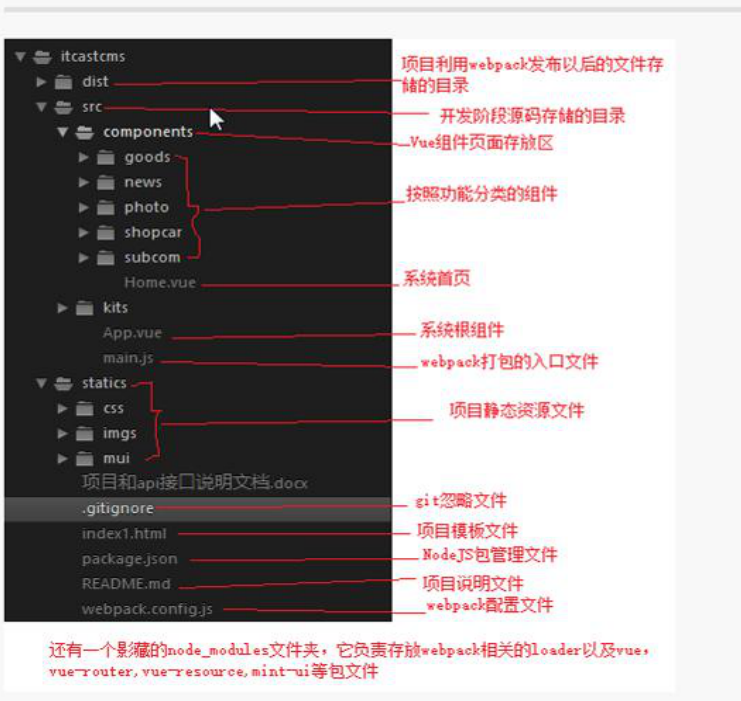 itcastcms
dist
项目利用webpack发布以后的文件存
储的目录
src
开发阶段源码存储的目录
components
Vue组件页面存放区
goods
news
photo
按照功能分类的组件
shopcar
subcom
Home.vue
系统首页
kits
App.vue
系统根组件
main.js
webpack打包的入口文件
statics
css
项目静态资源文件
imgs
mui
项目和api接口说明文档.docx
.gitignore
git忽略文件
index1.html
项目模板文件
package.json
NodeJS包管理文件
README.md
项目说明文件
webpack.config.js
webpack配置文件
还有一个影藏的node_modules文件夹，它负责存放webpack相关的loader以及vue，
vue-router,vue-resource,mint-ui等包文件